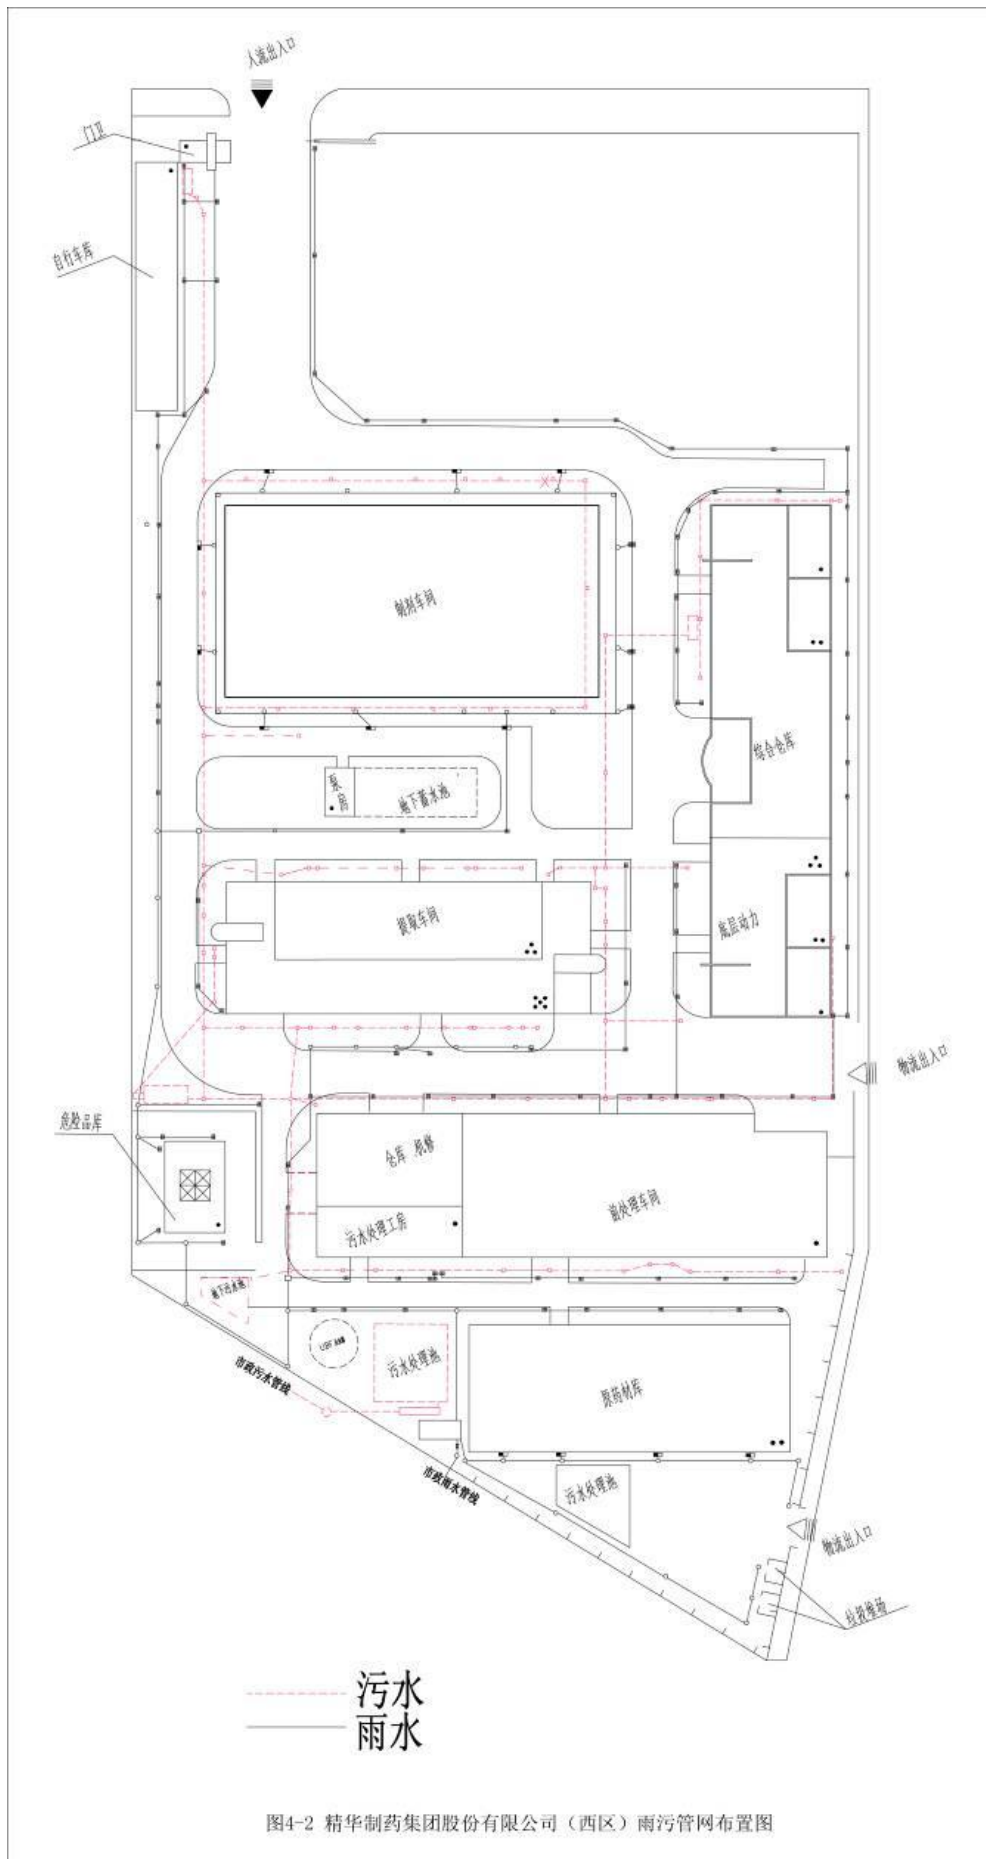 人流出入口
门卫
自行车库
制剂车间
综合仓库
泵房
地下蓄水池
提取车间
底层动力
物流出入口
危险品库
仓库 机修
前处理车间
污水处理工房
地下污水池
污水处理池
市政污水管线
原药材库
市政雨水管线
污水处理池
物流出入口
垃圾堆场
污水
雨水
图4-2 精华制药集团股份有限公司（西区）雨污管网布置图